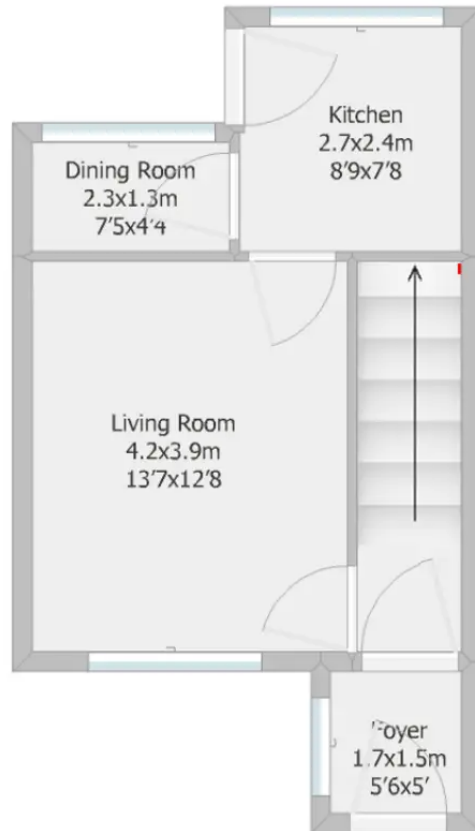 Kitchen
2.7x2.4m
8'9x7'8
Dining Room
2.3x1.3m
7'5x4'4
Living Room
4.2x3.9m
13'7x12'8
Foyer
1.7x1.5m
5'6x5'